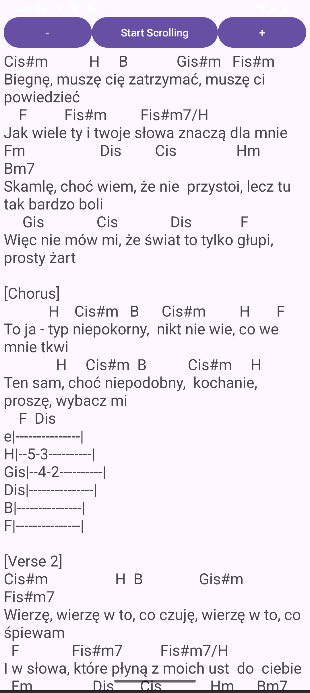 -
Start Scrolling
+
Cis#m H B Gis#m Fis#m
Biegnę, muszę cię zatrzymać, muszę ci
powiedzieć
F Fis#m Fis#m7/H
Jak wiele ty i twoje słowa znaczą dla mnie
Fm Dis Cis Hm
Bm7
Skamlę, choć wiem, że nie przystoi, lecz tu
tak bardzo boli
Gis Cis Dis F
Więc nie mów mi, że świat to tylko głupi,
prosty żart
[Chorus]
H Cis#m B Cis#m H F
To ja - typ niepokorny, nikt nie wie, co we
mnie tkwi
H Cis#m B Cis#m H
Ten sam, choć niepodobny, kochanie,
proszę, wybacz mi
F Dis
e|---------------|
H|--5-3----------|
Gis|--4-2----------|
Dis|---------------|
B|---------------|
F|---------------|
[Verse 2]
Cis#m H B Gis#m
Fis#m7
Wierzę, wierzę w to, co czuję, wierzę w to, co
śpiewam
F Fis#m7 Fis#m7/H
I w słowa, które płyną z moich ust do ciebie
Fm Dis Cis Hm Bm7